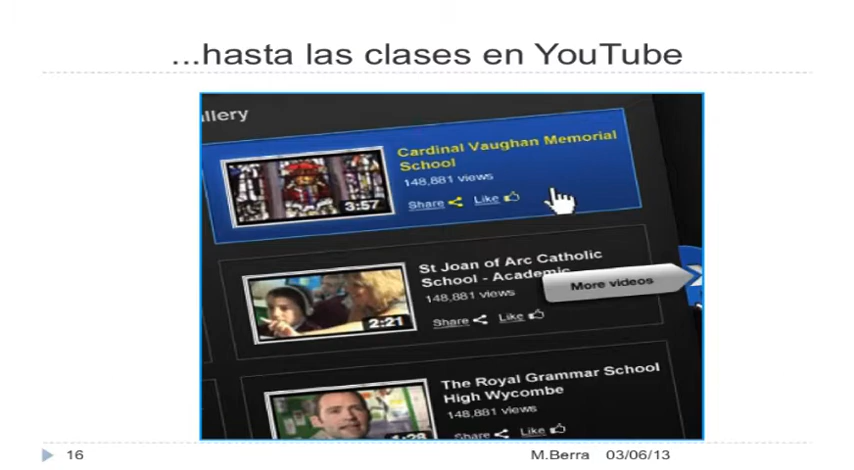 ...hasta las clases en YouTube
allery
Cardinal Vaughan Memorial
School
148,881 views
3:57
Share Like
St Joan of Arc Catholic
School - Academic
148,881 views
2:21
Share Like
More videos
The Royal Grammar School
High Wycombe
148,881 views
1:28
Share Like
16
M.Berra 03/06/13